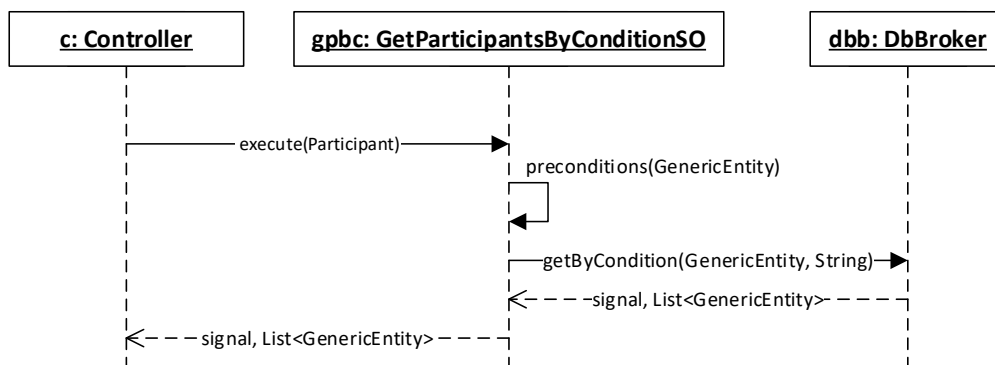 c: Controller
gpbc: GetParticipantsByConditionSO
dbb: DbBroker
execute(Participant)
preconditions(GenericEntity)
getByCondition(GenericEntity, String)
signal, List<GenericEntity>
signal, List<GenericEntity>